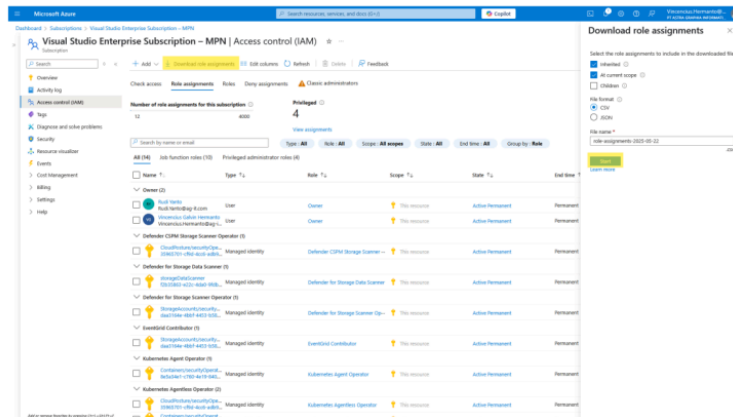 Microsoft Azure
Search resources, services, and docs (G+/)
Copilot
Dashboard > Subscriptions > Visual Studio Enterprise Subscription – MPN
Visual Studio Enterprise Subscription – MPN | Access control (IAM)
Subscription
Search
Overview
Activity log
Access control (IAM)
Tags
Diagnose and solve problems
Security
Resource visualizer
Events
Cost Management
Billing
Settings
Help
Add Download role assignments Edit columns Refresh Delete Feedback
Check access Role assignments Roles Deny assignments Classic administrators
Number of role assignments for this subscription
Privileged
4000
4
View assignments
Search by name or email
Type : All Role : All Scope : All scopes State : All End time : All Group by : Role
All (14) Job function roles (10) Privileged administrator roles (4)
Name Type Role Scope State End time
Owner (2)
User Owner This resource Active Permanent Permanent
User Owner This resource Active Permanent Permanent
Defender CSPM Storage Scanner Operator (1)
Managed identity Defender CSPM Storage Scanner This resource Active Permanent Permanent
Defender for Storage Data Scanner (1)
StorageDataScanner
Managed identity Defender for Storage Data Scanner This resource Active Permanent Permanent
Defender for Storage Scanner Operator (1)
Managed identity Defender for Storage Scanner This resource Active Permanent Permanent
EventGrid Contributor (1)
Managed identity EventGrid Contributor This resource Active Permanent Permanent
Kubernetes Agent Operator (1)
Managed identity Kubernetes Agent Operator This resource Active Permanent Permanent
Kubernetes Agentless Operator (2)
Managed identity Kubernetes Agentless Operator This resource Active Permanent Permanent
Download role assignments
Select the role assignments to include in the downloaded file
Inherited
At current scope
Children
File format
CSV
JSON
File name *
role-assignments-2025-05-22
Start
Learn more